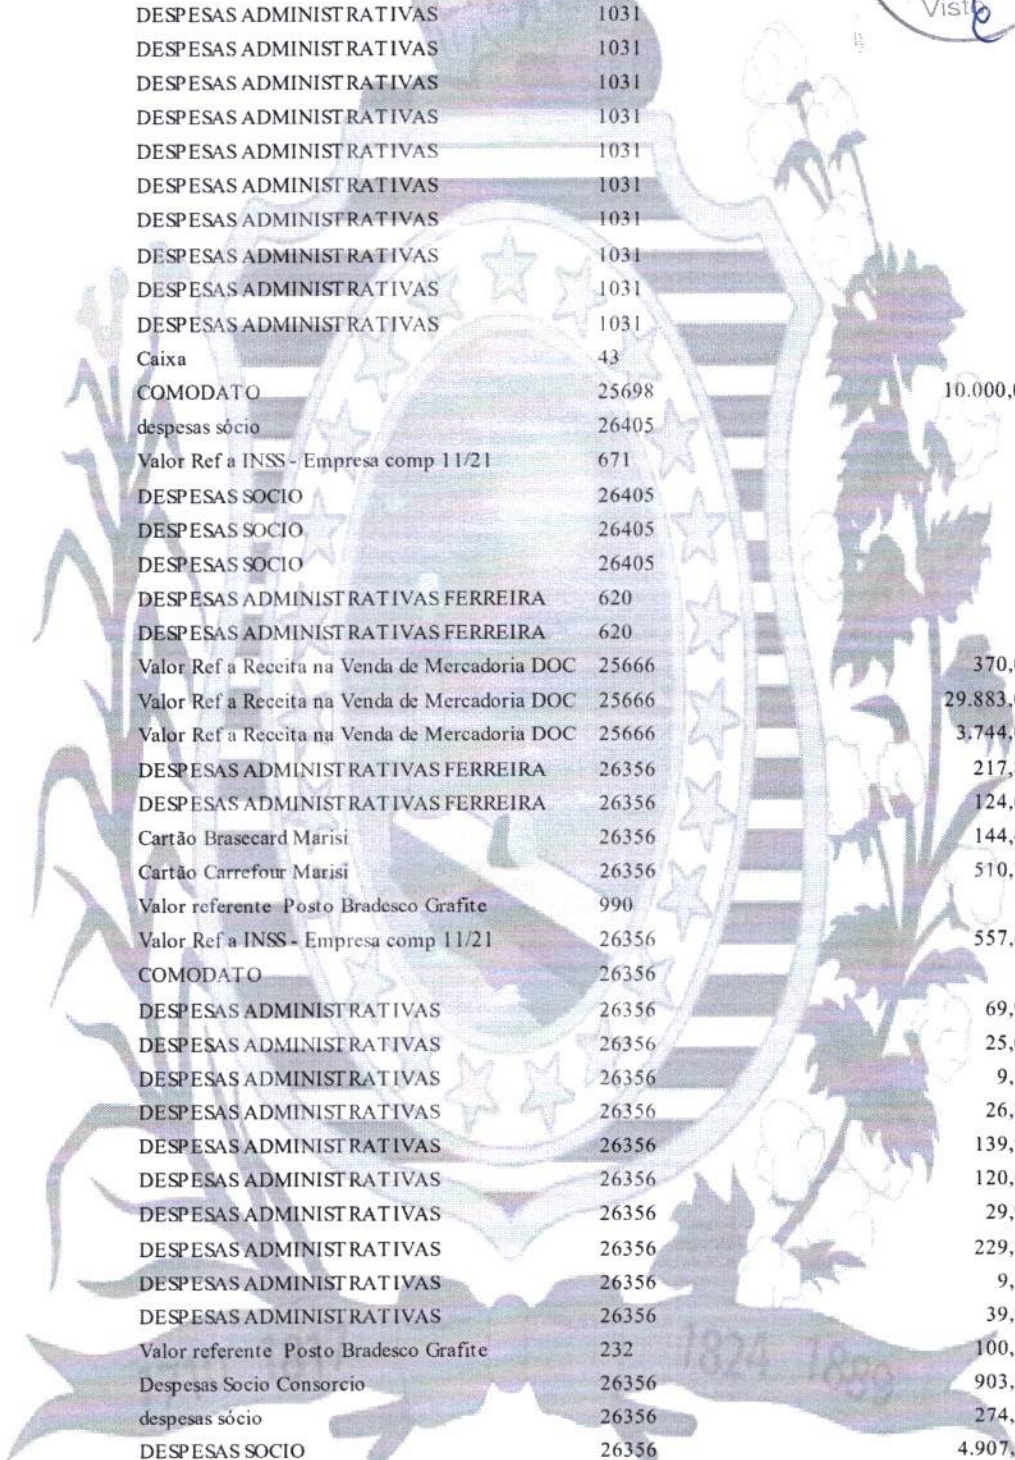 Visto
DESPESAS ADMINISTRATIVAS 1031
DESPESAS ADMINISTRATIVAS 1031
DESPESAS ADMINISTRATIVAS 1031
DESPESAS ADMINISTRATIVAS 1031
DESPESAS ADMINISTRATIVAS 1031
DESPESAS ADMINISTRATIVAS 1031
DESPESAS ADMINISTRATIVAS 1031
DESPESAS ADMINISTRATIVAS 1031
DESPESAS ADMINISTRATIVAS 1031
DESPESAS ADMINISTRATIVAS 1031
Caixa 43
COMODATO 25698 10.000,0
despesas sócio 26405
Valor Ref a INSS - Empresa comp 11/21 671
DESPESAS SOCIO 26405
DESPESAS SOCIO 26405
DESPESAS SOCIO 26405
DESPESAS ADMINISTRATIVAS FERREIRA 620
DESPESAS ADMINISTRATIVAS FERREIRA 620
Valor Ref a Receita na Venda de Mercadoria DOC 25666 370,
Valor Ref a Receita na Venda de Mercadoria DOC 25666 29.883,
Valor Ref a Receita na Venda de Mercadoria DOC 25666 3.744,
DESPESAS ADMINISTRATIVAS FERREIRA 26356 217,
DESPESAS ADMINISTRATIVAS FERREIRA 26356 124,
Cartão Brasecard Marisi 26356 144,
Cartão Carrefour Marisi 26356 510,
Valor referente Posto Bradesco Grafite 990
Valor Ref a INSS - Empresa comp 11/21 26356 557,
COMODATO 26356
DESPESAS ADMINISTRATIVAS 26356 69,
DESPESAS ADMINISTRATIVAS 26356 25,
DESPESAS ADMINISTRATIVAS 26356 9,
DESPESAS ADMINISTRATIVAS 26356 26,
DESPESAS ADMINISTRATIVAS 26356 139,
DESPESAS ADMINISTRATIVAS 26356 120,
DESPESAS ADMINISTRATIVAS 26356 29,
DESPESAS ADMINISTRATIVAS 26356 229,
DESPESAS ADMINISTRATIVAS 26356 9,
DESPESAS ADMINISTRATIVAS 26356 39,
Valor referente Posto Bradesco Grafite 232 100,
1824 1889
Despesas Socio Consorcio 26356 903,
despesas sócio 26356 274,
DESPESAS SOCIO 26356 4.907,